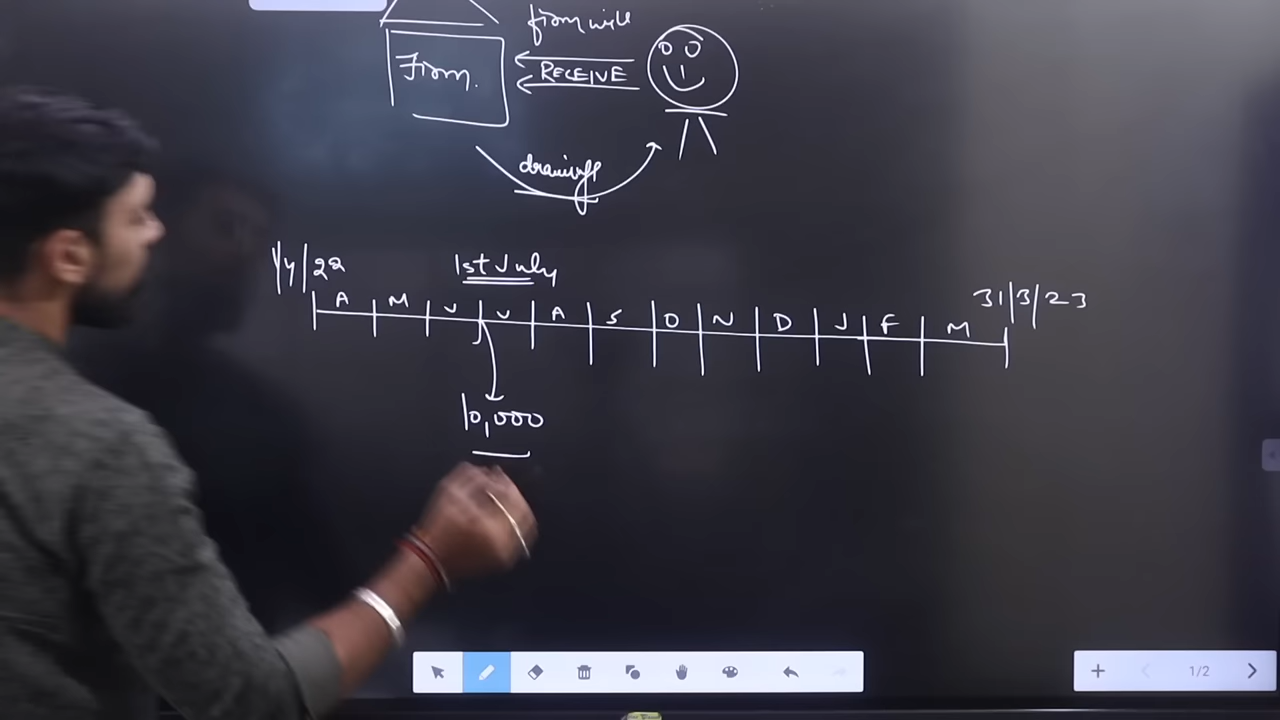 firm will
Firm.
RECEIVE
drawings
1/4/22
1st July
31/3/23
A M J J A S O N D J F M
10,000
1/2